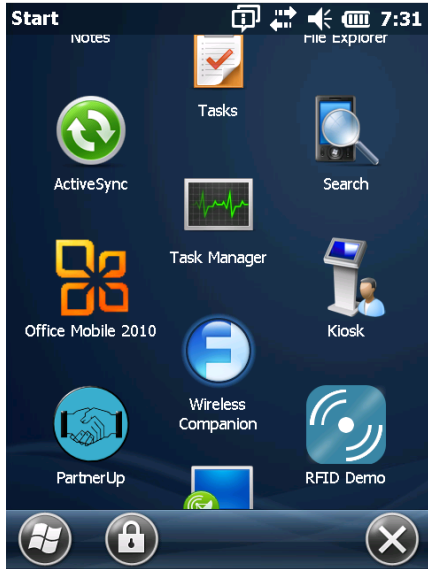 Start 7:31
Notes
File Explorer
Tasks
ActiveSync
Search
Task Manager
Office Mobile 2010
Kiosk
Wireless
Companion
PartnerUp
RFID Demo